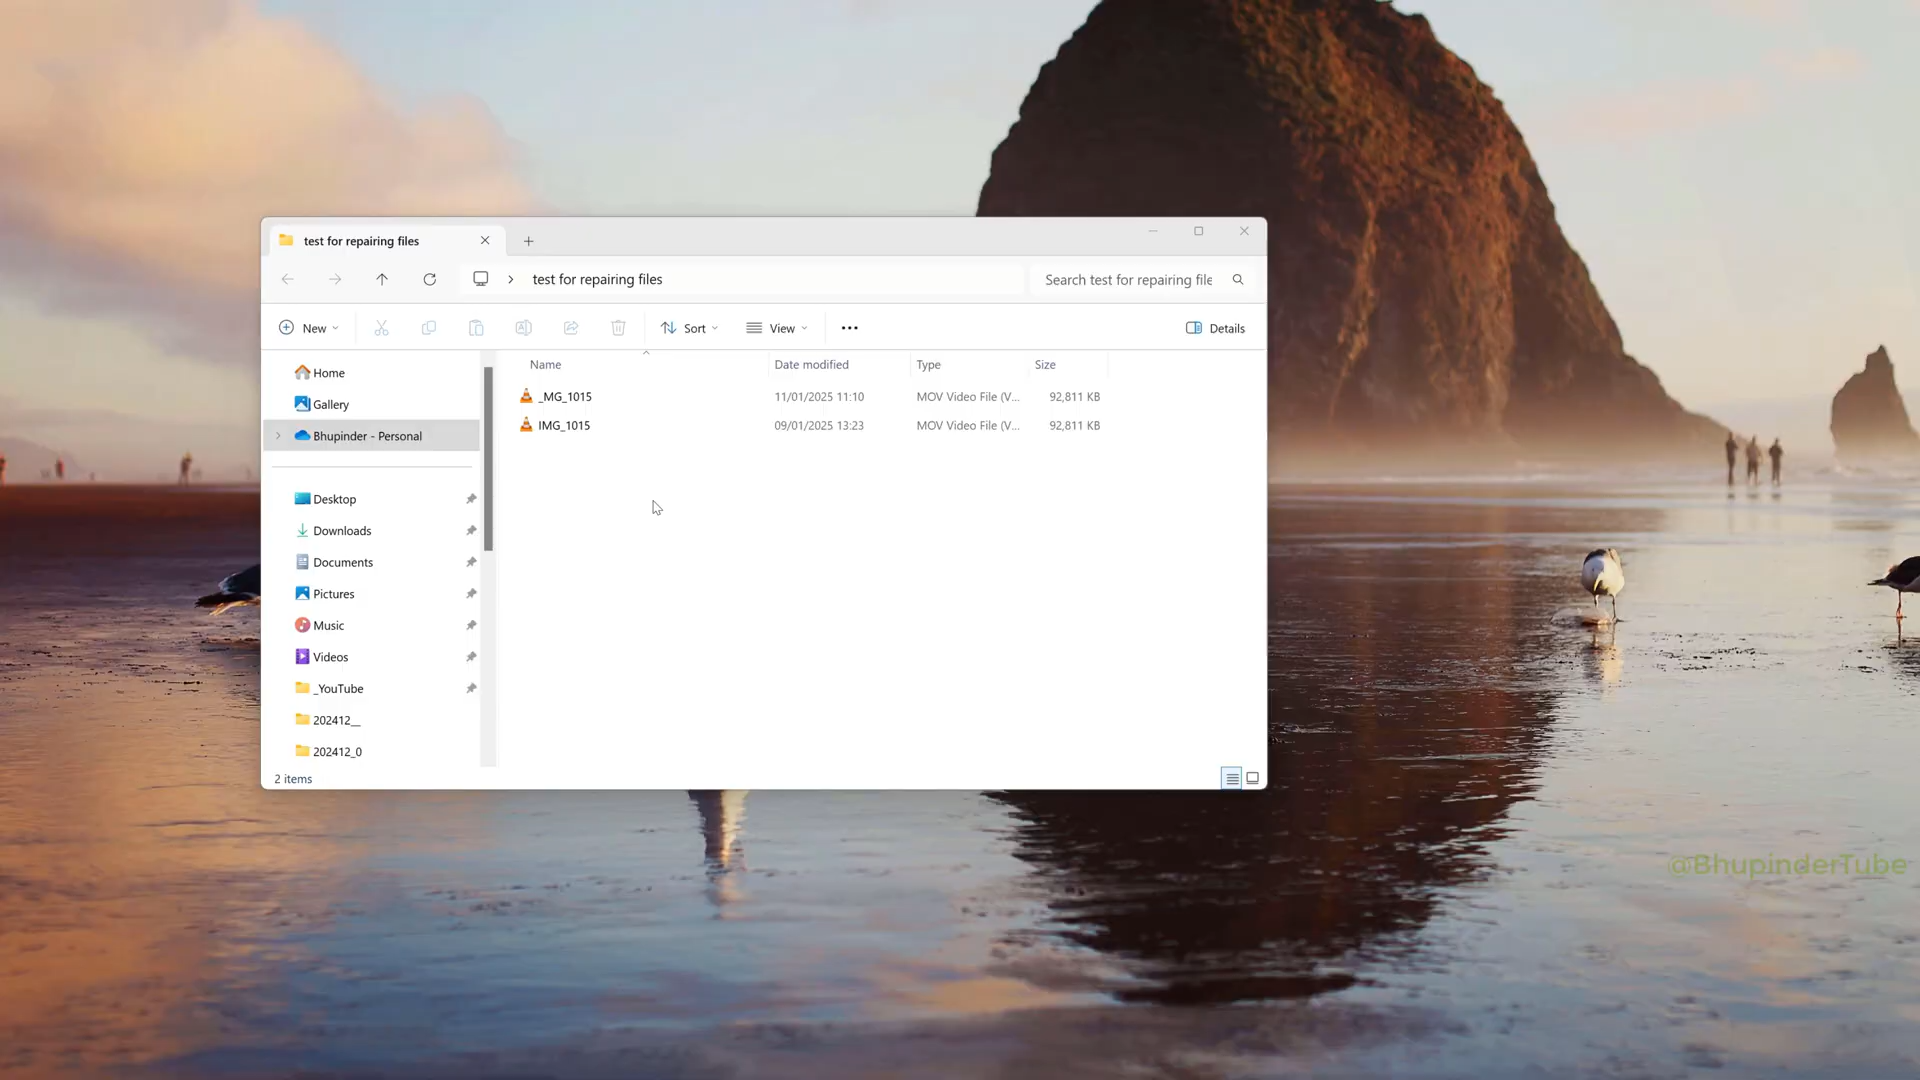 test for repairing files
test for repairing files
Search test for repairing file
New
Sort
View
Details
Name
Date modified
Type
Size
Home
Gallery
Bhupinder - Personal
Desktop
Downloads
Documents
Pictures
Music
Videos
_YouTube
202412__
202412_0
_MG_1015 11/01/2025 11:10 MOV Video File (V... 92,811 KB
IMG_1015 09/01/2025 13:23 MOV Video File (V... 92,811 KB
2 items
@BhupinderTube